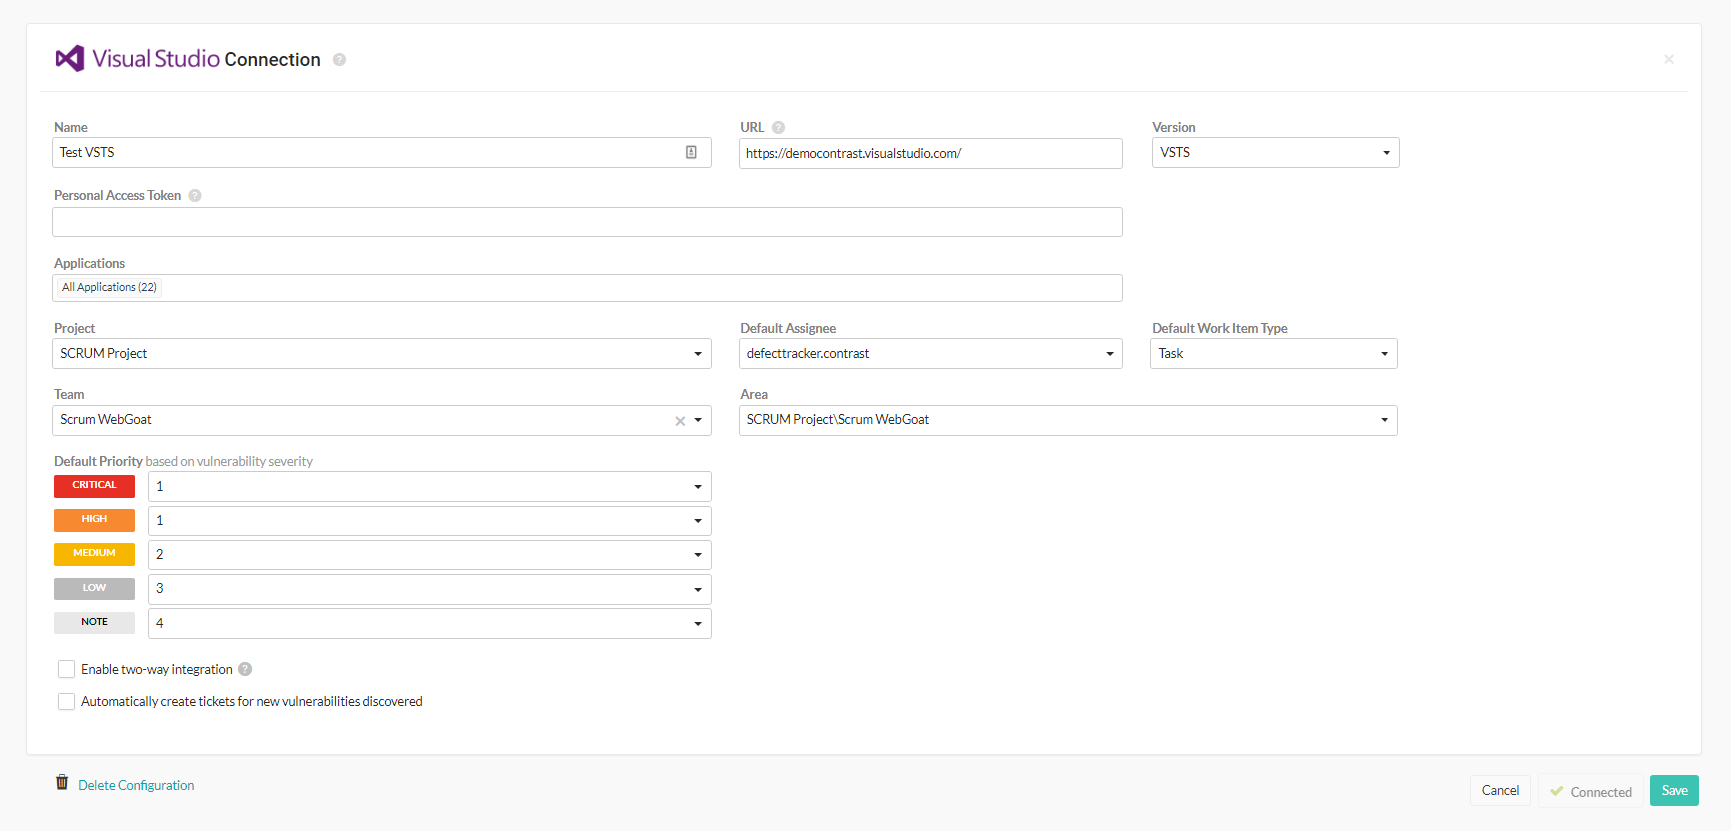 Visual Studio Connection ?
×
Name
URL ?
Version
Test VSTS
https://democontrast.visualstudio.com/
VSTS
Personal Access Token ?
Applications
All Applications (22)
Project
Default Assignee
Default Work Item Type
SCRUM Project
defecttracker.contrast
Task
Team
Area
Scrum WebGoat ×
SCRUM Project\Scrum WebGoat
Default Priority based on vulnerability severity
CRITICAL 1
HIGH 1
MEDIUM 2
LOW 3
NOTE 4
Enable two-way integration ?
Automatically create tickets for new vulnerabilities discovered
Delete Configuration
Cancel
Connected
Save